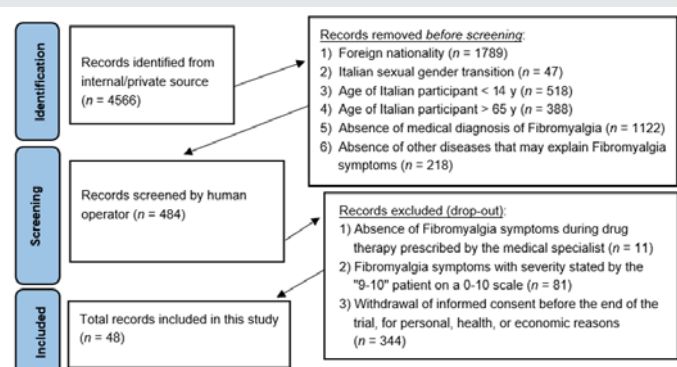 Identification
Records identified from
internal/private source
(n = 4566)
Records removed before screening:
1) Foreign nationality (n = 1789)
2) Italian sexual gender transition (n = 47)
3) Age of Italian participant < 14 y (n = 518)
4) Age of Italian participant > 65 y (n = 388)
5) Absence of medical diagnosis of Fibromyalgia (n = 1122)
6) Absence of other diseases that may explain Fibromyalgia
symptoms (n = 218)
Screening
Records screened by human
operator (n = 484)
Records excluded (drop-out):
1) Absence of Fibromyalgia symptoms during drug
therapy prescribed by the medical specialist (n = 11)
2) Fibromyalgia symptoms with severity stated by the
"9-10" patient on a 0-10 scale (n = 81)
3) Withdrawal of informed consent before the end of the
trial, for personal, health, or economic reasons
(n = 344)
Included
Total records included in this study
(n = 48)